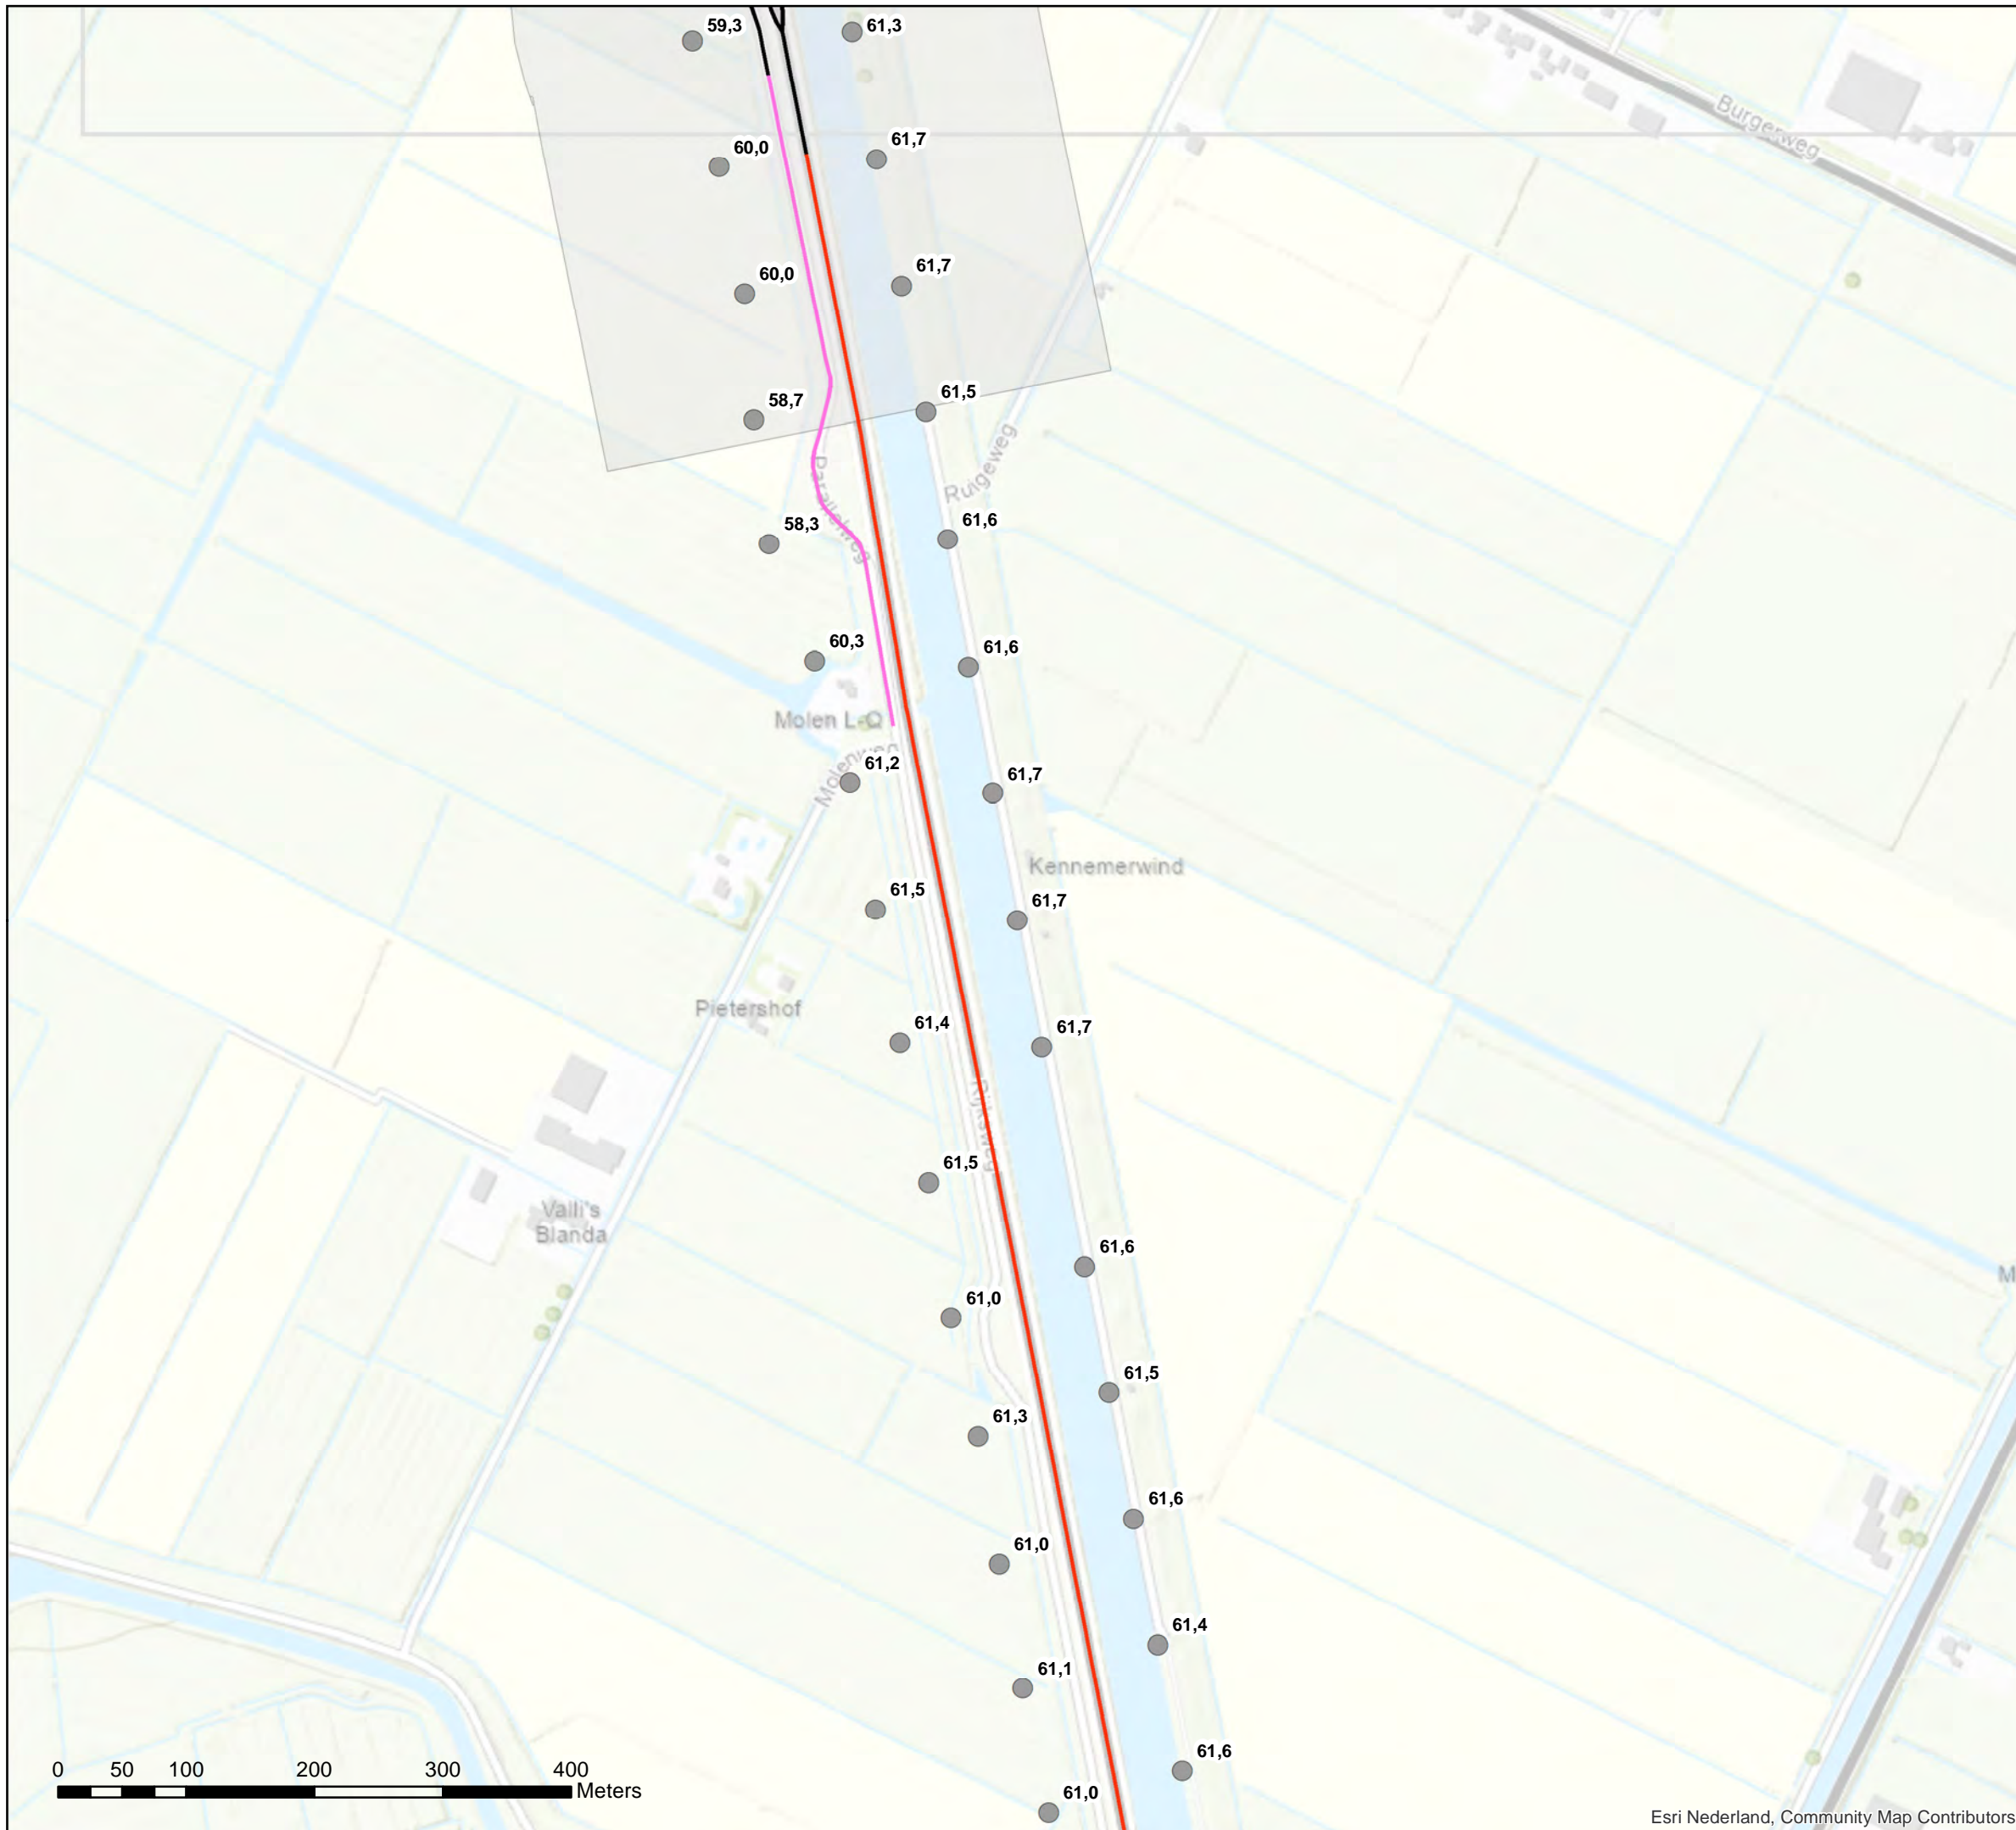 59,3
61,3
Burgerweg
60,0
61,7
60,0
61,7
58,7
61,5
Ruigeweg
Parallelweg
58,3
61,6
60,3
61,6
Molen L-Q
Molenweg
61,2
61,7
Kennemerwind
61,5
61,7
Pietershof
61,4
61,7
Rijksweg
61,5
Valli's
Blanda
61,6
M
61,0
61,5
61,3
61,6
61,0
61,4
61,1
61,6
0 50 100 200 300 400
Meters
61,0
Esri Nederland, Community Map Contributors